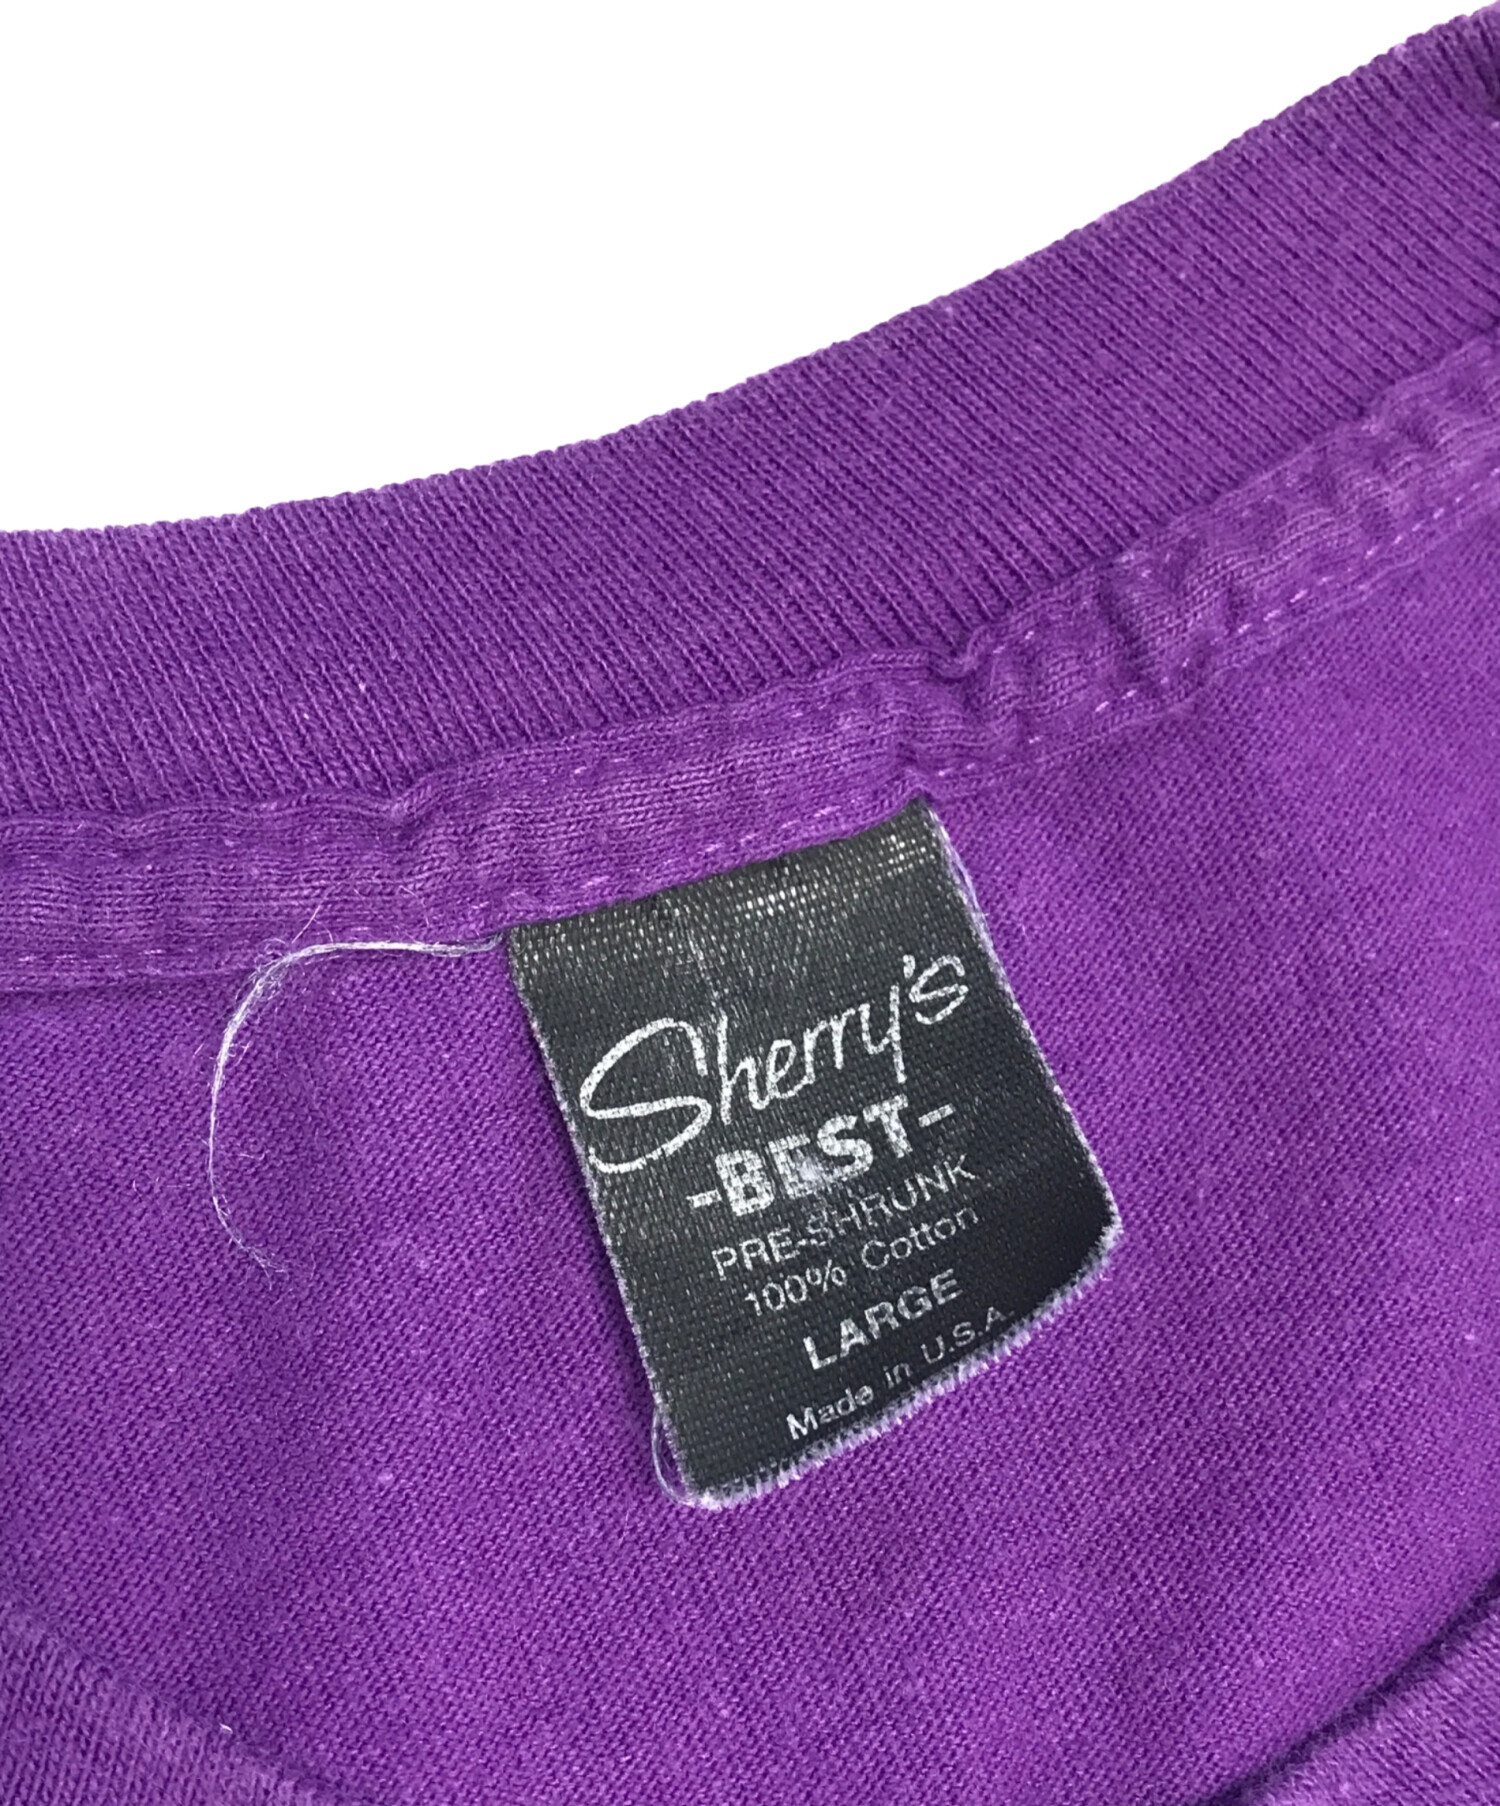 Sherry's
-BEST-
PRE-SHRUNK
100% Cotton
LARGE
Made in U.S.A.